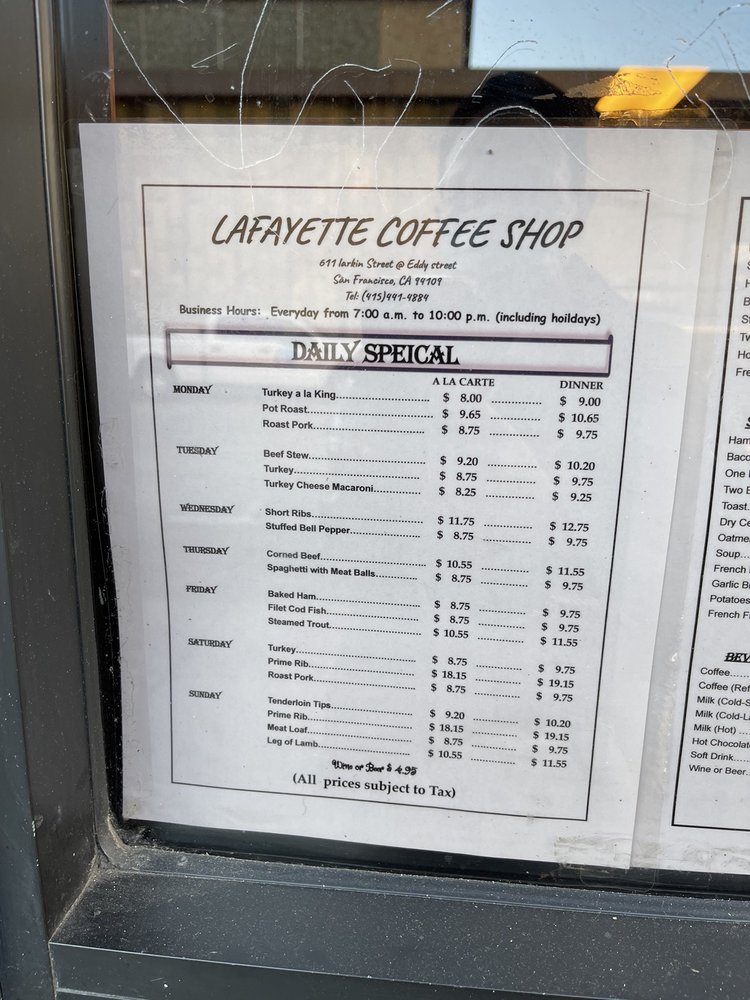 LAFAYETTE COFFEE SHOP
611 larkin Street @ Eddy street
San Francisco, CA 94109
Tel: (415)441-4884
Business Hours: Everyday from 7:00 a.m. to 10:00 p.m. (including hoildays)
DAILY SPEICAL
A LA CARTE DINNER
MONDAY Turkey a la King $ 8.00 $ 9.00
Pot Roast $ 9.65 $ 10.65
Roast Pork $ 8.75 $ 9.75
TUESDAY Beef Stew $ 9.20 $ 10.20
Turkey $ 8.75 $ 9.75
Turkey Cheese Macaroni $ 8.25 $ 9.25
WEDNESDAY Short Ribs $ 11.75 $ 12.75
Stuffed Bell Pepper $ 8.75 $ 9.75
THURSDAY Corned Beef $ 10.55 $ 11.55
Spaghetti with Meat Balls $ 8.75 $ 9.75
FRIDAY Baked Ham $ 8.75 $ 9.75
Filet Cod Fish $ 8.75 $ 9.75
Steamed Trout $ 10.55 $ 11.55
SATURDAY Turkey $ 8.75 $ 9.75
Prime Rib $ 18.15 $ 19.15
Roast Pork $ 8.75 $ 9.75
SUNDAY Tenderloin Tips $ 9.20 $ 10.20
Prime Rib $ 18.15 $ 19.15
Meat Loaf $ 8.75 $ 9.75
Leg of Lamb $ 10.55 $ 11.55
Wine or Beer $ 4.95
(All prices subject to Tax)
Toast
Soup
French
Potatoes
French
Coffee
Coffee
Milk
Milk
Milk (Hot)
Hot
Soft Drink
Wine or Beer